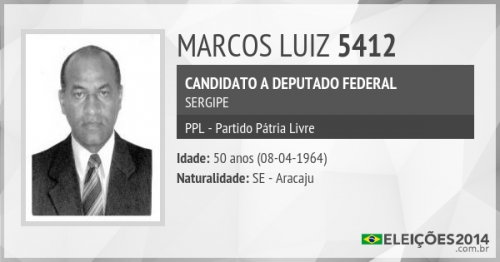 MARCOS LUIZ 5412
CANDIDATO A DEPUTADO FEDERAL
SERGIPE
PPL - Partido Pátria Livre
Idade: 50 anos (08-04-1964)
Naturalidade: SE - Aracaju
ELEIÇÕES2014
.com.br